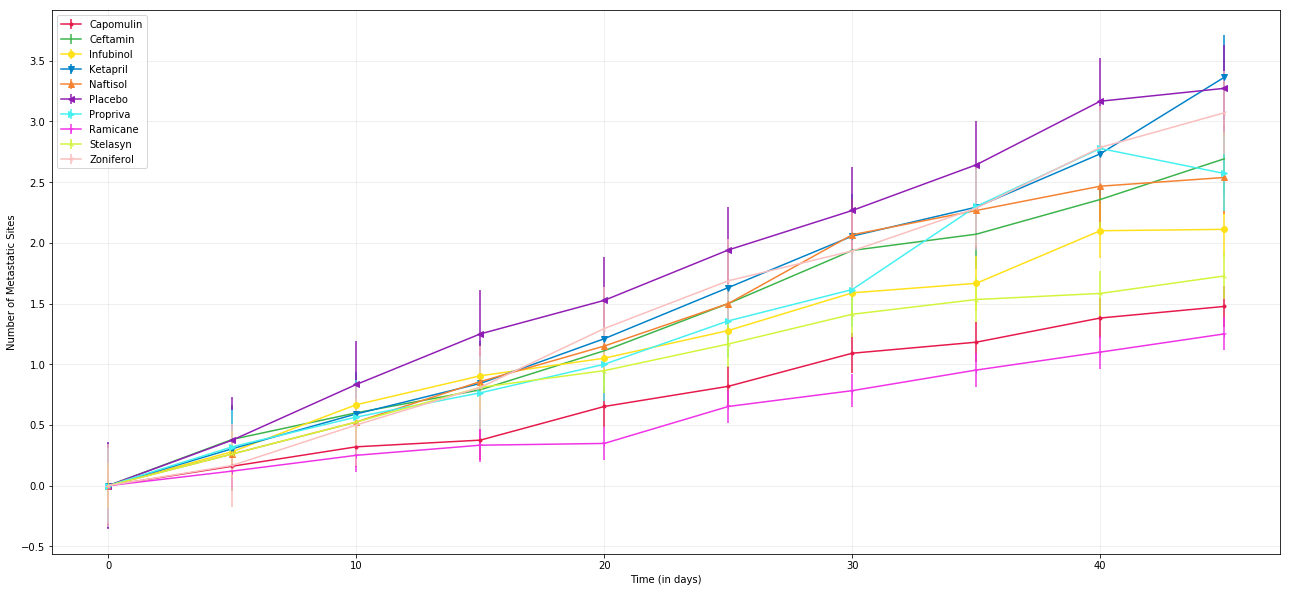 Capomulin
Ceftamin
Infubinol
Ketapril
Naftisol
Placebo
Propriva
Ramicane
Stelasyn
Zoniferol
Number of Metastatic Sites
3.5
3.0
2.5
2.0
1.5
1.0
0.5
0.0
−0.5
0 10 20 30 40
Time (in days)